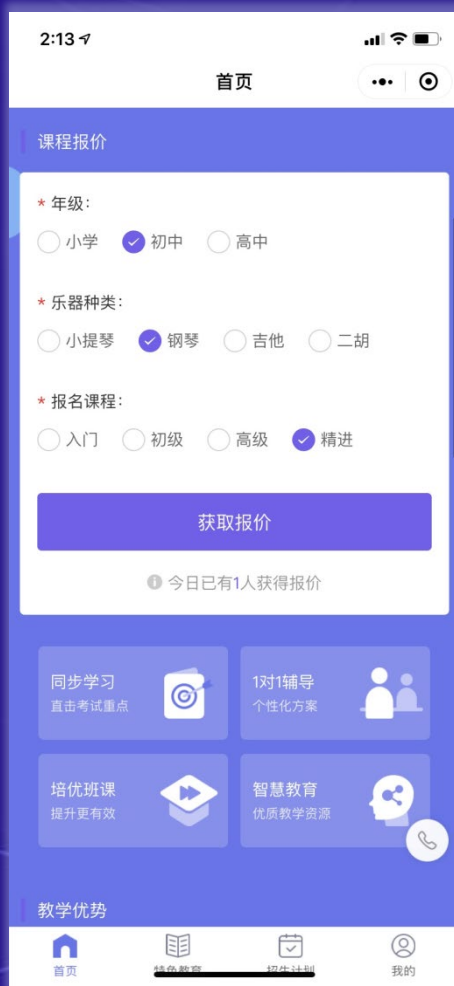 2:13
首页
课程报价
* 年级:
小学 初中 高中
* 乐器种类:
小提琴 钢琴 吉他 二胡
* 报名课程:
入门 初级 高级 精进
获取报价
今日已有1人获得报价
同步学习 1对1辅导
直击考试重点 个性化方案
培优班课 智慧教育
提升更有效 优质教学资源
教学优势
首页 特色教育 招生计划 我的